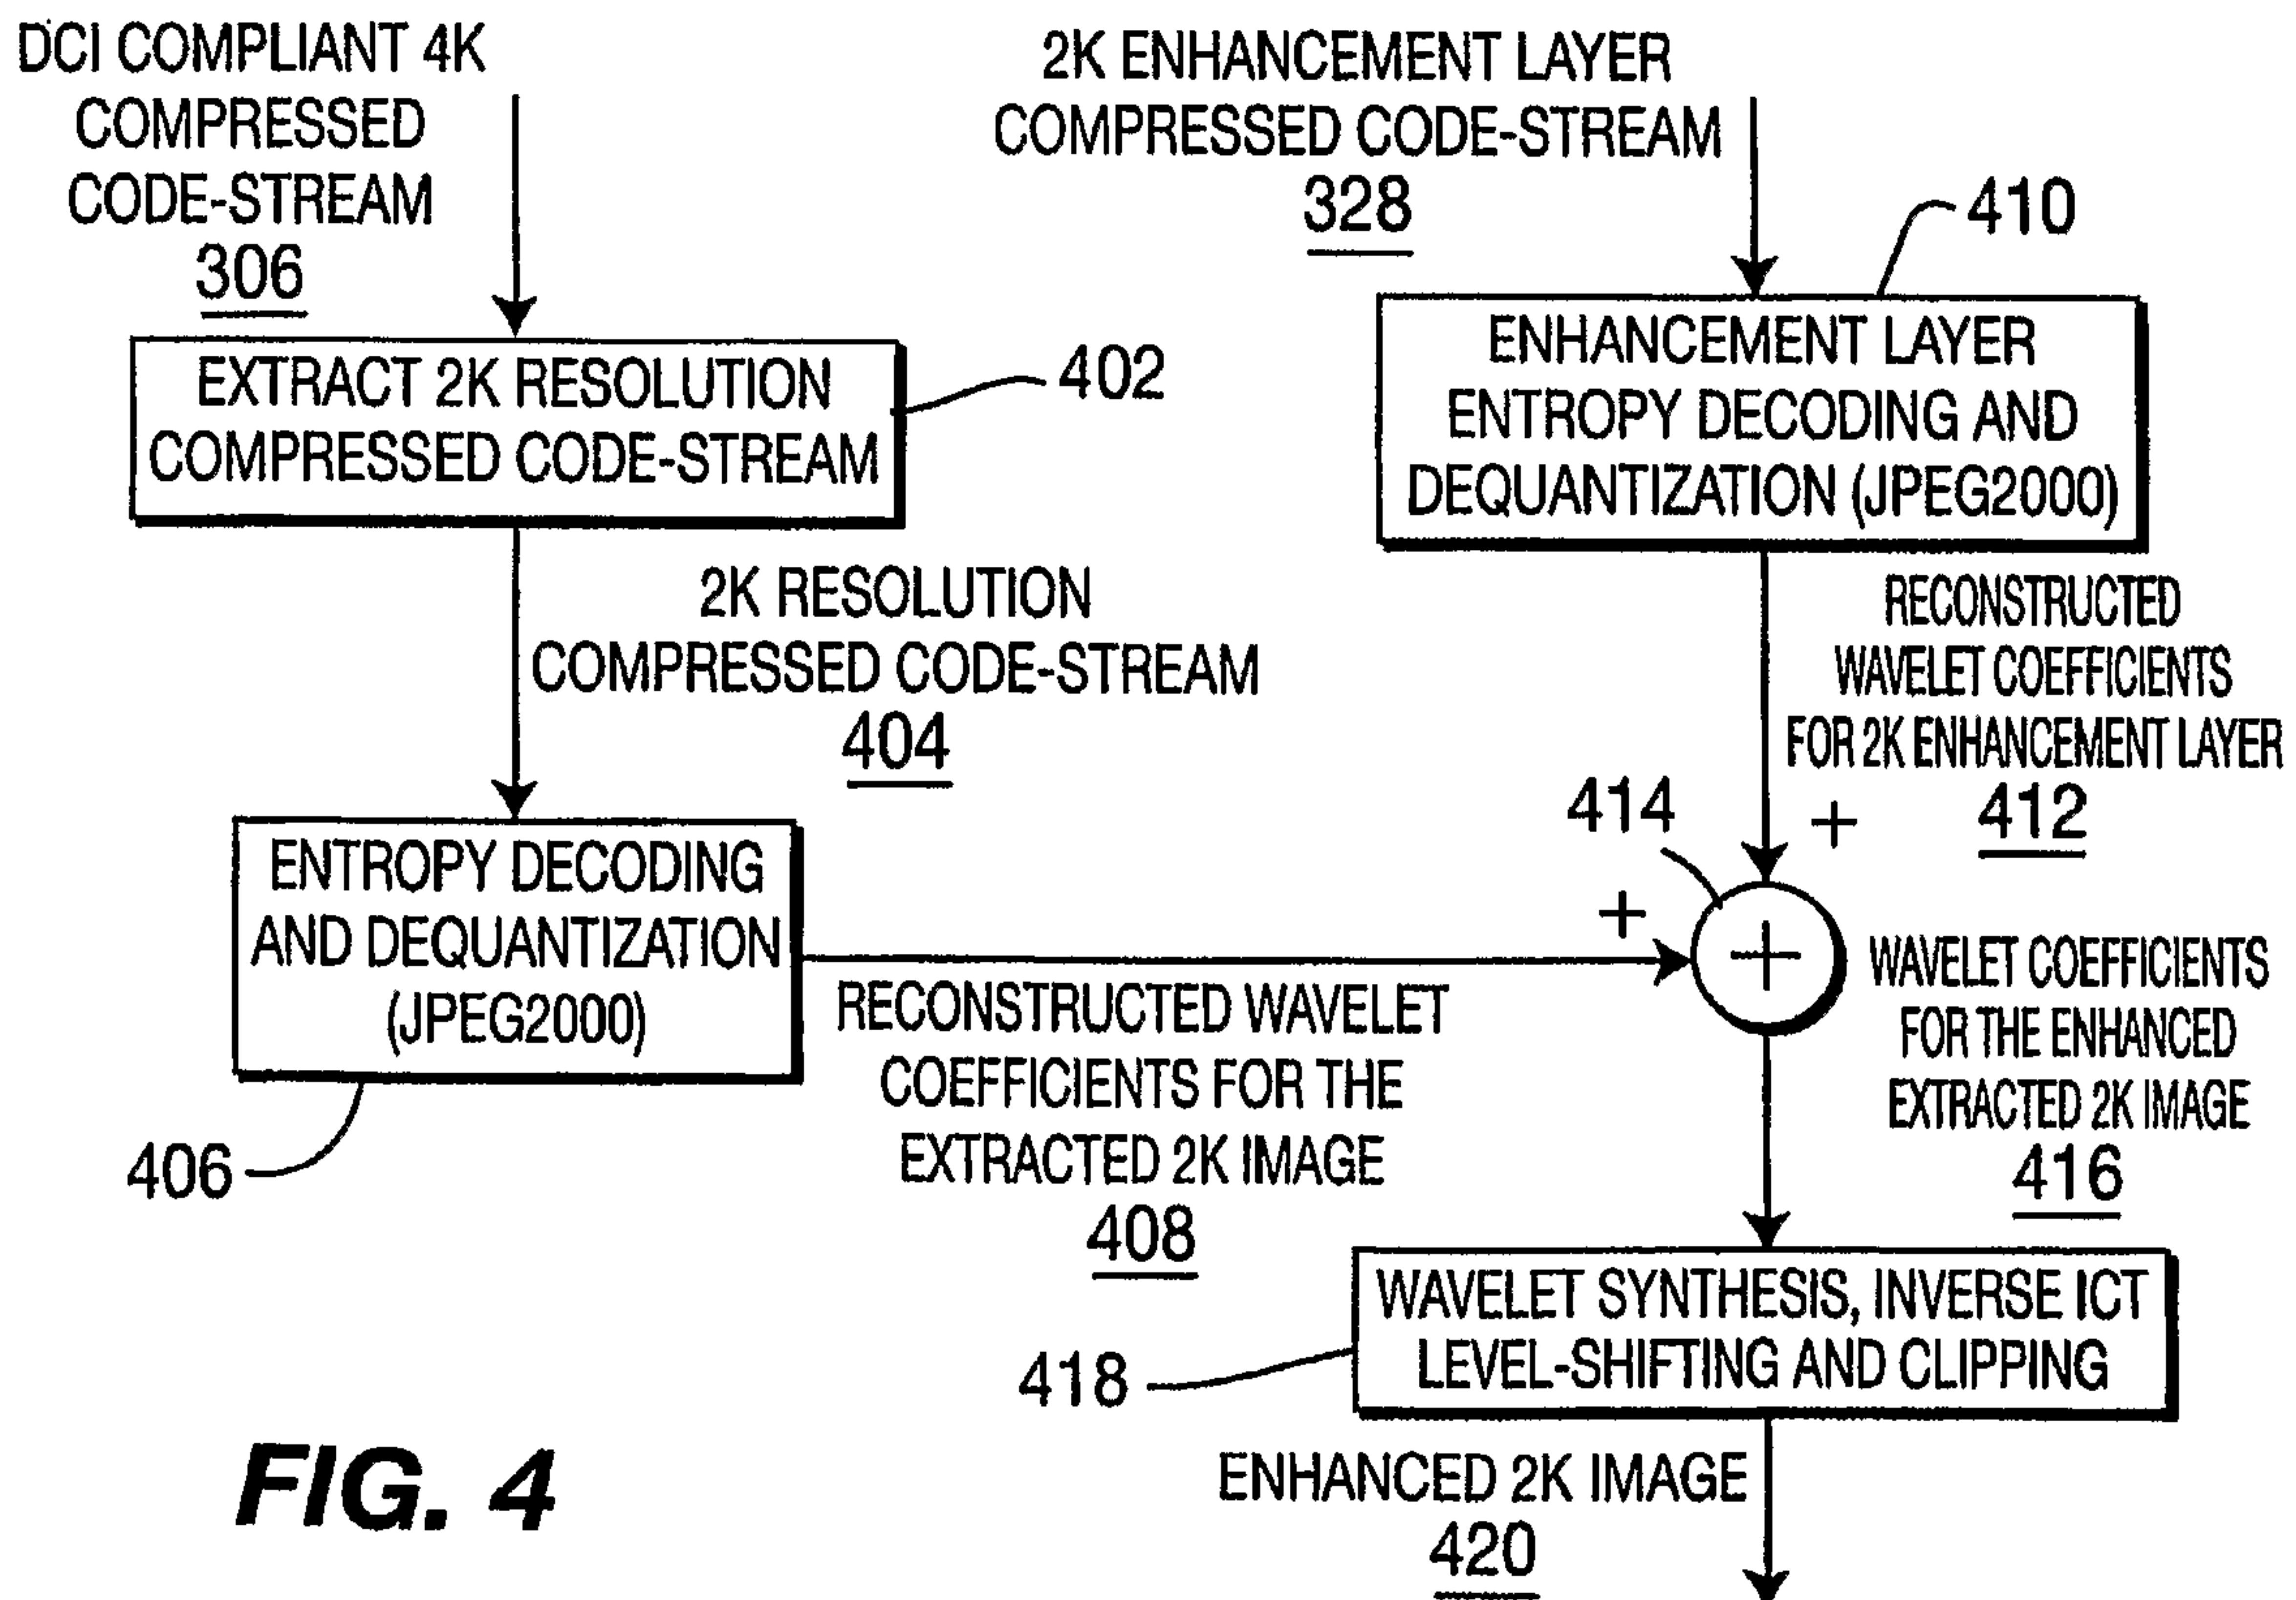 DCI COMPLIANT 4K
COMPRESSED
CODE-STREAM
306
2K ENHANCEMENT LAYER
COMPRESSED CODE-STREAM
328
410
EXTRACT 2K RESOLUTION
COMPRESSED CODE-STREAM
402
ENHANCEMENT LAYER
ENTROPY DECODING AND
DEQUANTIZATION (JPEG2000)
2K RESOLUTION
COMPRESSED CODE-STREAM
404
RECONSTRUCTED
WAVELET COEFFICIENTS
FOR 2K ENHANCEMENT LAYER
412
414
+
+
+
ENTROPY DECODING
AND DEQUANTIZATION
(JPEG2000)
406
RECONSTRUCTED WAVELET
COEFFICIENTS FOR THE
EXTRACTED 2K IMAGE
408
WAVELET COEFFICIENTS
FOR THE ENHANCED
EXTRACTED 2K IMAGE
416
WAVELET SYNTHESIS, INVERSE ICT
LEVEL-SHIFTING AND CLIPPING
418
ENHANCED 2K IMAGE
420
FIG. 4